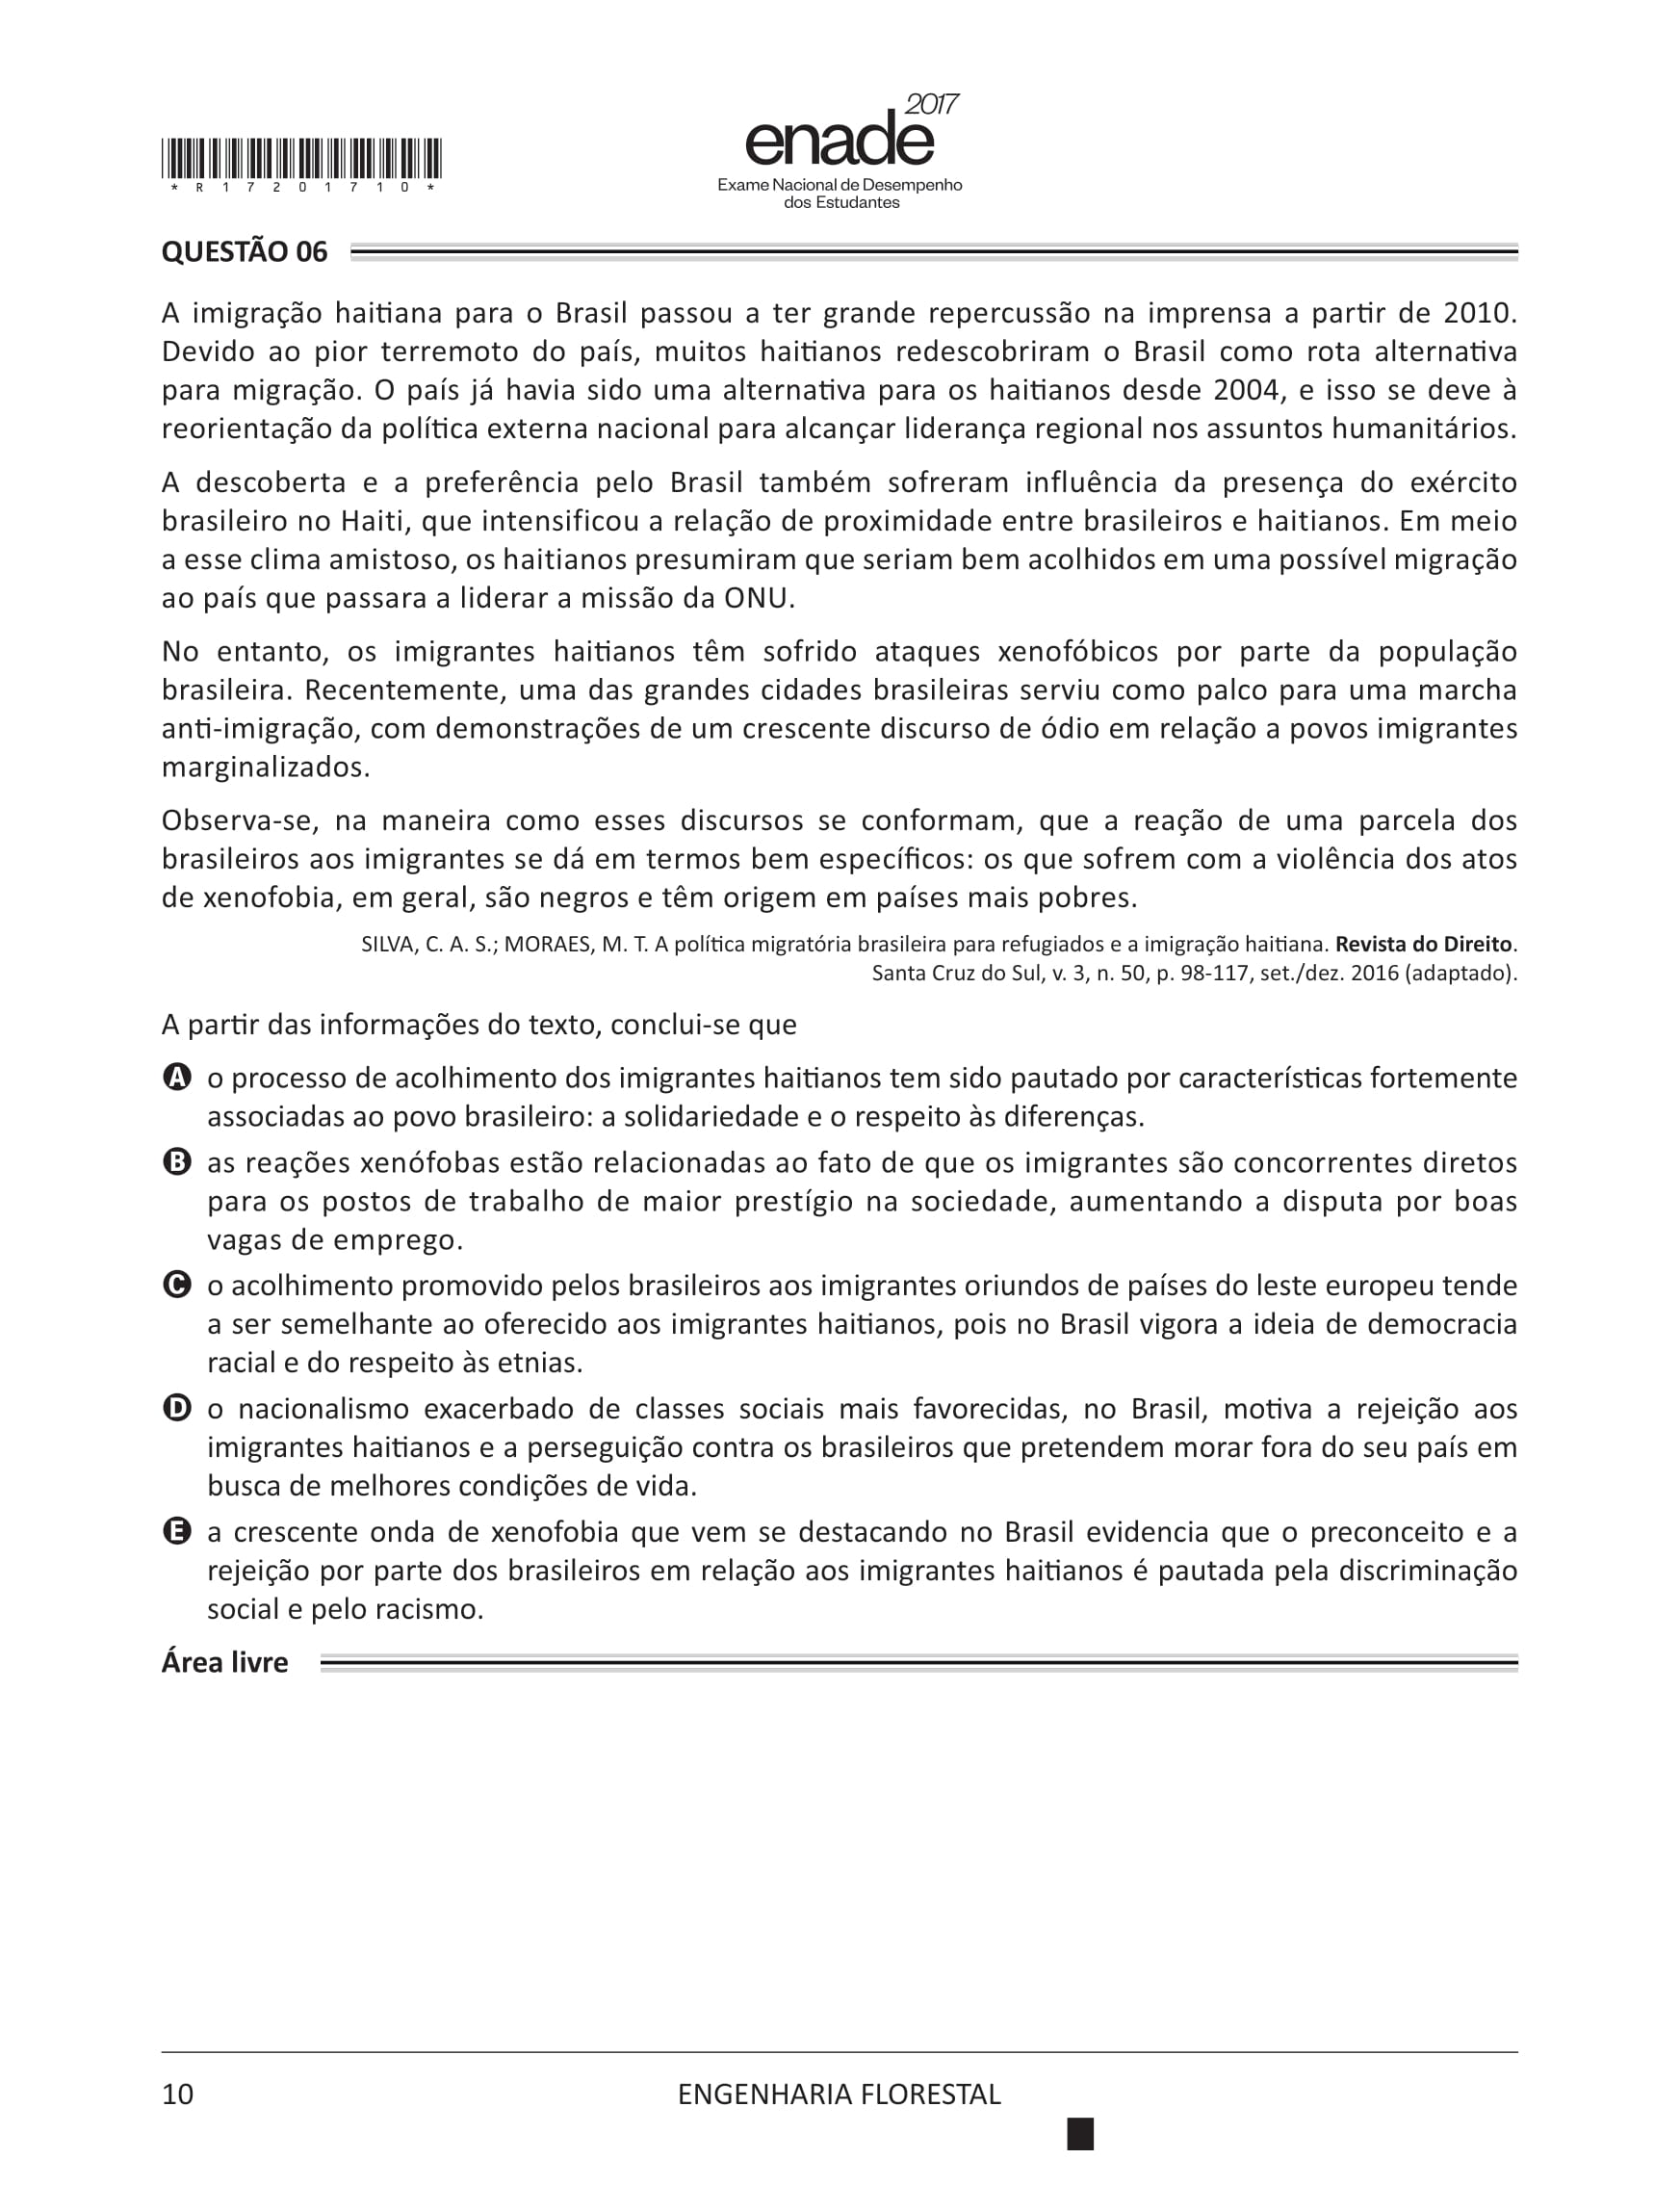 * R 1 7 2 0 1 7 1 0 *
enade 2017
Exame Nacional de Desempenho
dos Estudantes
QUESTÃO 06
A imigração haitiana para o Brasil passou a ter grande repercussão na imprensa a partir de 2010.
Devido ao pior terremoto do país, muitos haitianos redescobriram o Brasil como rota alternativa
para migração. O país já havia sido uma alternativa para os haitianos desde 2004, e isso se deve à
reorientação da política externa nacional para alcançar liderança regional nos assuntos humanitários.
A descoberta e a preferência pelo Brasil também sofreram influência da presença do exército
brasileiro no Haiti, que intensificou a relação de proximidade entre brasileiros e haitianos. Em meio
a esse clima amistoso, os haitianos presumiram que seriam bem acolhidos em uma possível migração
ao país que passara a liderar a missão da ONU.
No entanto, os imigrantes haitianos têm sofrido ataques xenofóbicos por parte da população
brasileira. Recentemente, uma das grandes cidades brasileiras serviu como palco para uma marcha
anti-imigração, com demonstrações de um crescente discurso de ódio em relação a povos imigrantes
marginalizados.
Observa-se, na maneira como esses discursos se conformam, que a reação de uma parcela dos
brasileiros aos imigrantes se dá em termos bem específicos: os que sofrem com a violência dos atos
de xenofobia, em geral, são negros e têm origem em países mais pobres.
SILVA, C. A. S.; MORAES, M. T. A política migratória brasileira para refugiados e a imigração haitiana. Revista do Direito.
Santa Cruz do Sul, v. 3, n. 50, p. 98-117, set./dez. 2016 (adaptado).
A partir das informações do texto, conclui-se que
A o processo de acolhimento dos imigrantes haitianos tem sido pautado por características fortemente
associadas ao povo brasileiro: a solidariedade e o respeito às diferenças.
B as reações xenófobas estão relacionadas ao fato de que os imigrantes são concorrentes diretos
para os postos de trabalho de maior prestígio na sociedade, aumentando a disputa por boas
vagas de emprego.
C o acolhimento promovido pelos brasileiros aos imigrantes oriundos de países do leste europeu tende
a ser semelhante ao oferecido aos imigrantes haitianos, pois no Brasil vigora a ideia de democracia
racial e do respeito às etnias.
D o nacionalismo exacerbado de classes sociais mais favorecidas, no Brasil, motiva a rejeição aos
imigrantes haitianos e a perseguição contra os brasileiros que pretendem morar fora do seu país em
busca de melhores condições de vida.
E a crescente onda de xenofobia que vem se destacando no Brasil evidencia que o preconceito e a
rejeição por parte dos brasileiros em relação aos imigrantes haitianos é pautada pela discriminação
social e pelo racismo.
Área livre
10
ENGENHARIA FLORESTAL